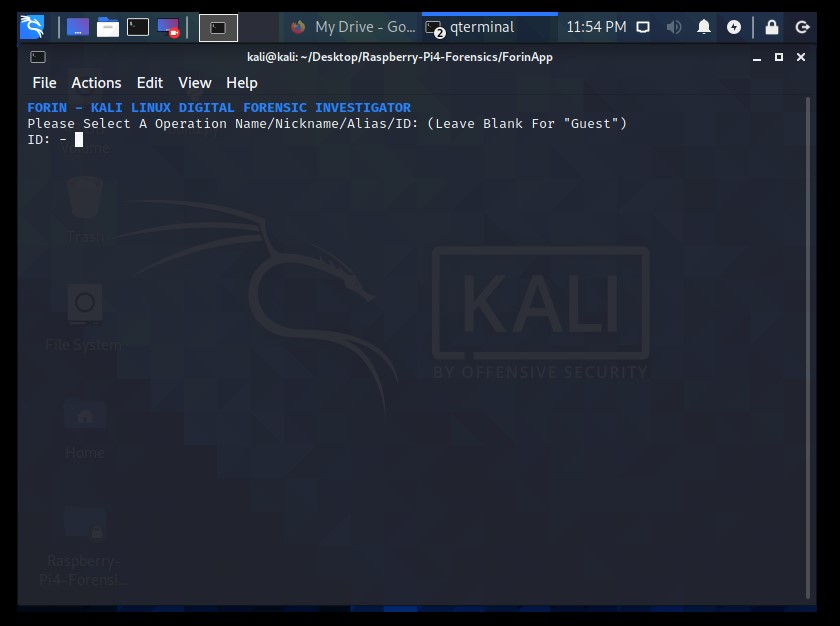 My Drive - Go...
2
qterminal
11:54 PM
kali@kali: ~/Desktop/Raspberry-Pi4-Forensics/ForinApp
File Actions Edit View Help
FORIN - KALI LINUX DIGITAL FORENSIC INVESTIGATOR
Please Select A Operation Name/Nickname/Alias/ID: (Leave Blank For "Guest")
ID: -
Volume
Trash
KALI
BY OFFENSIVE SECURITY
File System
Home
Raspberry-
Pi4-Forensi...